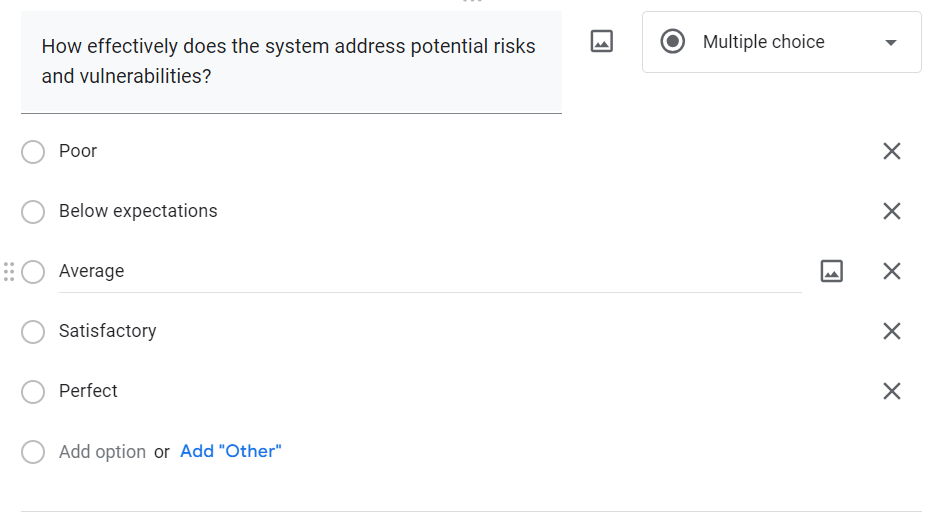 How effectively does the system address potential risks
and vulnerabilities?
Multiple choice
Poor
Below expectations
Average
Satisfactory
Perfect
Add option or Add "Other"